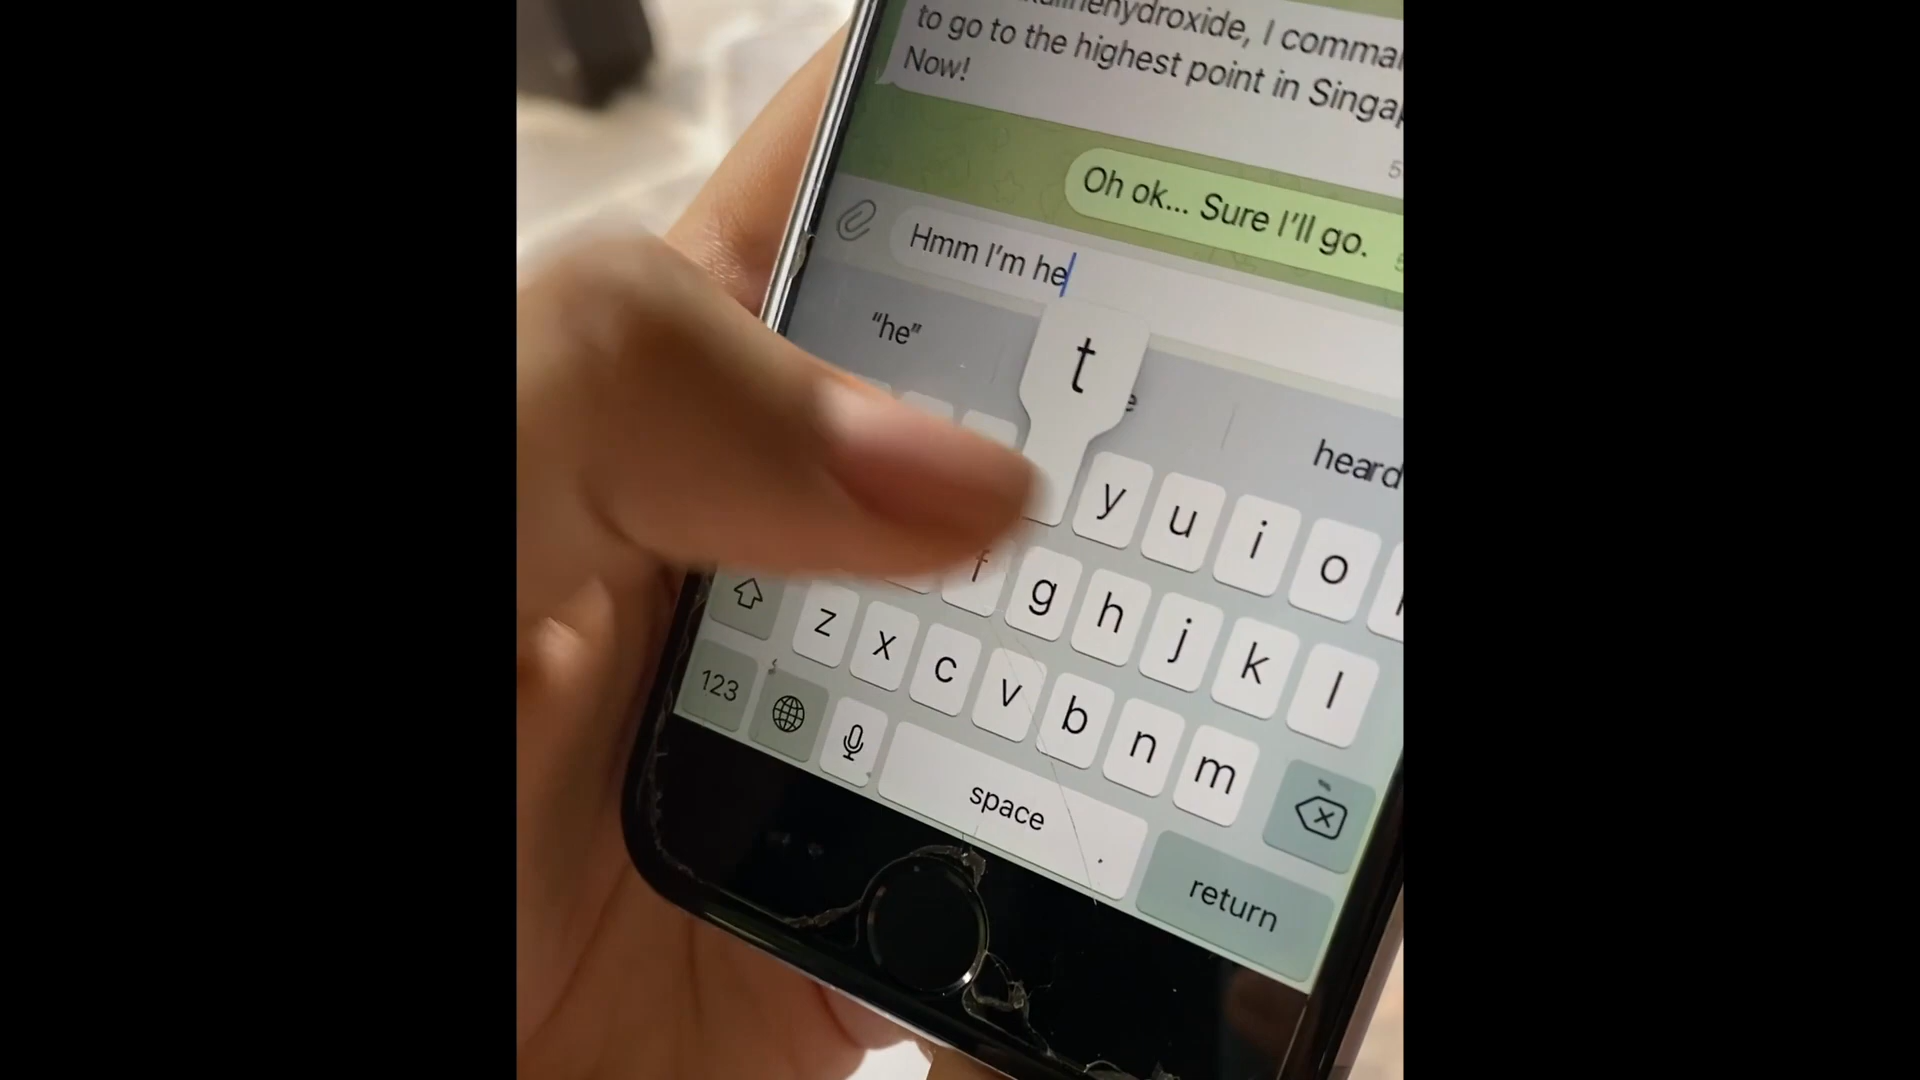 I
to go to the highest point in
Now!
Oh ok... Sure I'll go.
Hmm I'm he
"he"
heard
t
y u i o
f g h j k l
z x c v b n m
123
space
.
return